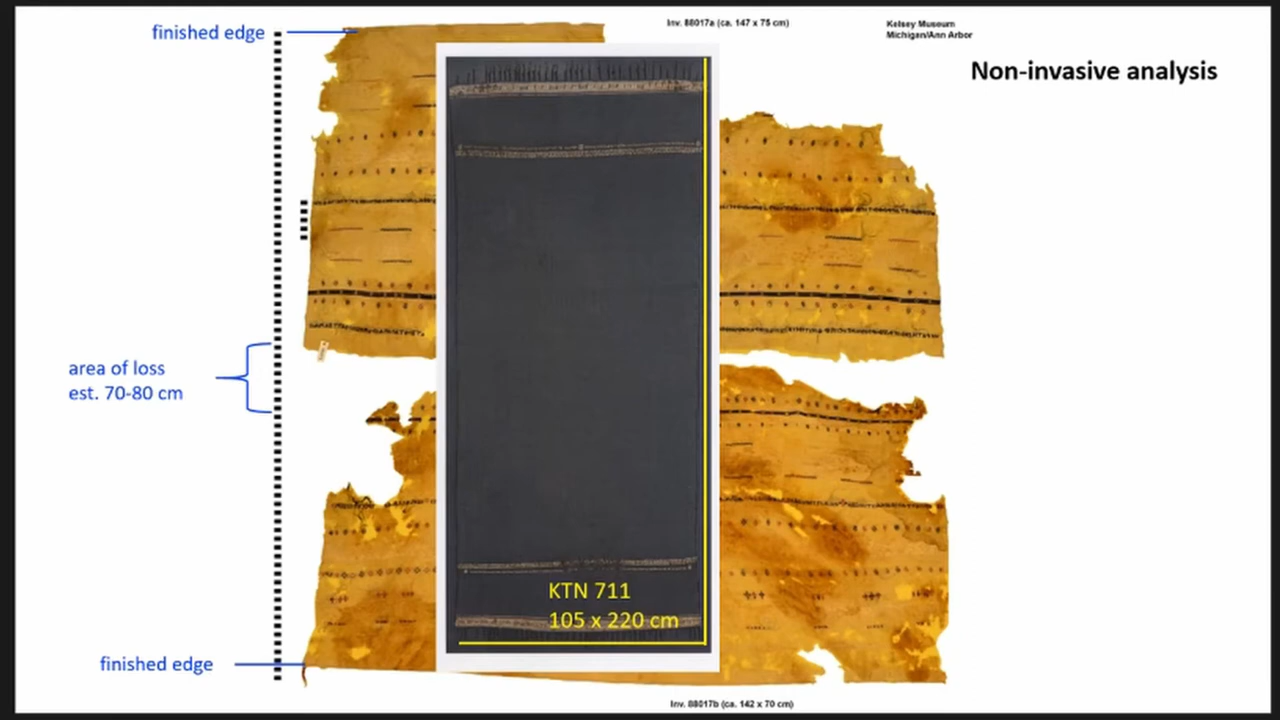 finished edge
Inv. 88017a (ca. 147 x 75 cm)
Kelsey Museum
Michigan/Ann Arbor
Non-invasive analysis
area of loss
est. 70-80 cm
KTN 711
105 x 220 cm
finished edge
Inv. 88017b (ca. 142 x 70 cm)